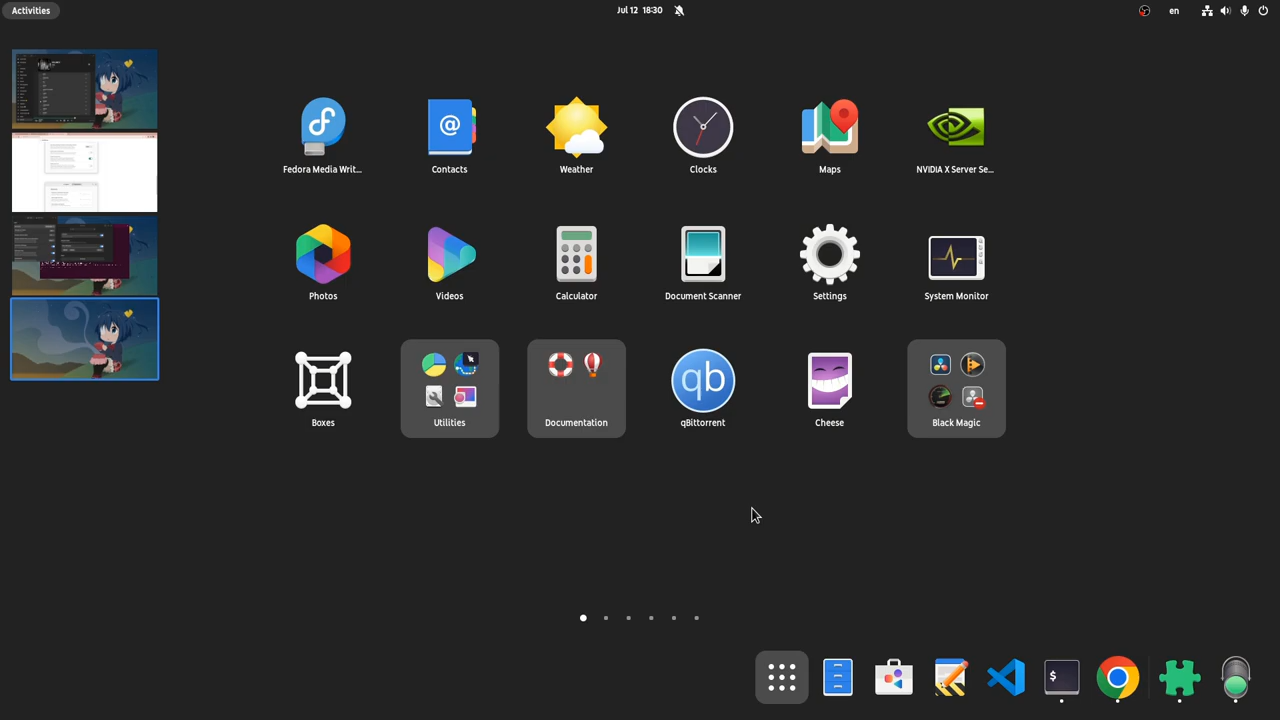 Activities
Jul 12 18:30
en
Fedora Media Writ...
Contacts
Weather
Clocks
Maps
NVIDIA X Server Se...
Photos
Videos
Calculator
Document Scanner
Settings
System Monitor
Boxes
Utilities
Documentation
qb
qBittorrent
Cheese
Black Magic